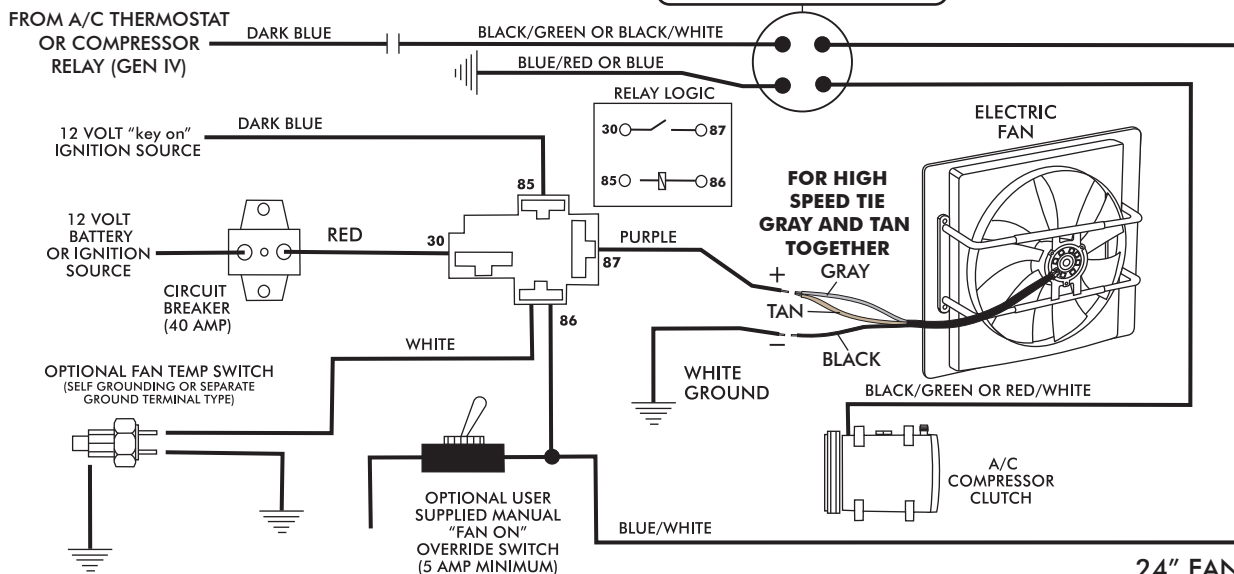 FROM A/C THERMOSTAT
OR COMPRESSOR
RELAY (GEN IV)
DARK BLUE
BLACK/GREEN OR BLACK/WHITE
BLUE/RED OR BLUE
RELAY LOGIC
30
87
85
86
12 VOLT “key on”
IGNITION SOURCE
DARK BLUE
ELECTRIC
FAN
FOR HIGH
SPEED TIE
GRAY AND TAN
TOGETHER
85
30
87
86
12 VOLT
BATTERY
OR IGNITION
SOURCE
RED
CIRCUIT
BREAKER
(40 AMP)
PURPLE
+
GRAY
TAN
–
BLACK
WHITE
WHITE
GROUND
OPTIONAL FAN TEMP SWITCH
(SELF GROUNDING OR SEPARATE
GROUND TERMINAL TYPE)
BLACK/GREEN OR RED/WHITE
A/C
COMPRESSOR
CLUTCH
OPTIONAL USER
SUPPLIED MANUAL
“FAN ON”
OVERRIDE SWITCH
(5 AMP MINIMUM)
BLUE/WHITE
24” FAN